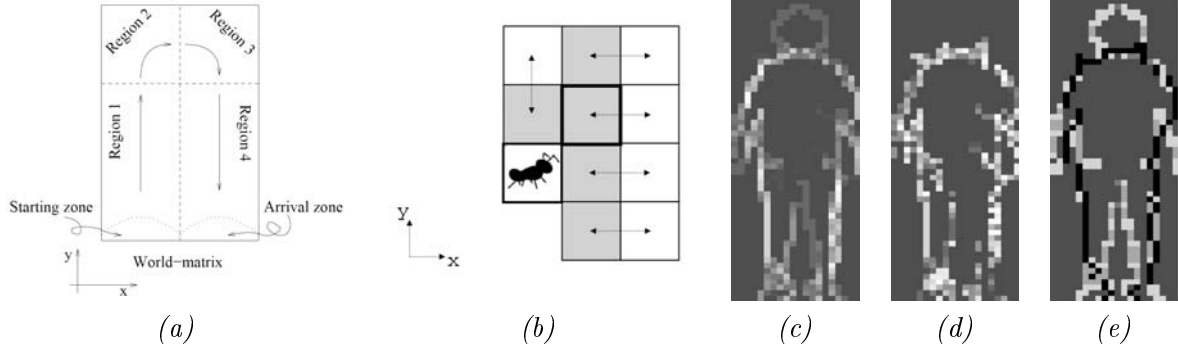 Region 2
Region 3
Region 1
Region 4
Starting zone
Arrival zone
y
World-matrix
x
y
x
(a)
(b)
(c)
(d)
(e)